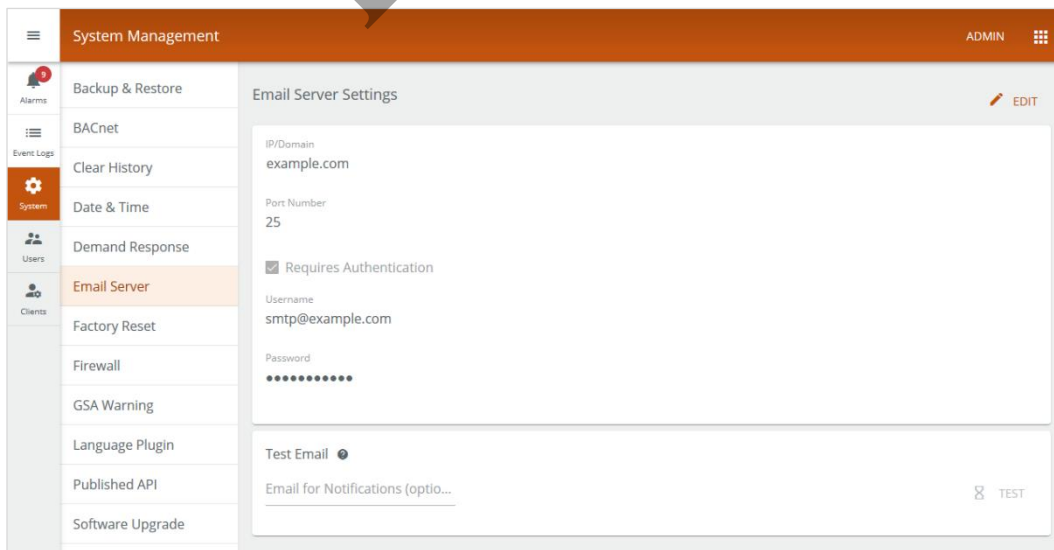 System Management
ADMIN
9
Alarms
Event Logs
System
Users
Clients
Backup & Restore
BACnet
Clear History
Date & Time
Demand Response
Email Server
Factory Reset
Firewall
GSA Warning
Language Plugin
Published API
Software Upgrade
Email Server Settings
EDIT
IP/Domain
example.com
Port Number
25
Requires Authentication
Username
smtp@example.com
Password
•••••••••••
Test Email
Email for Notifications (optio...
TEST